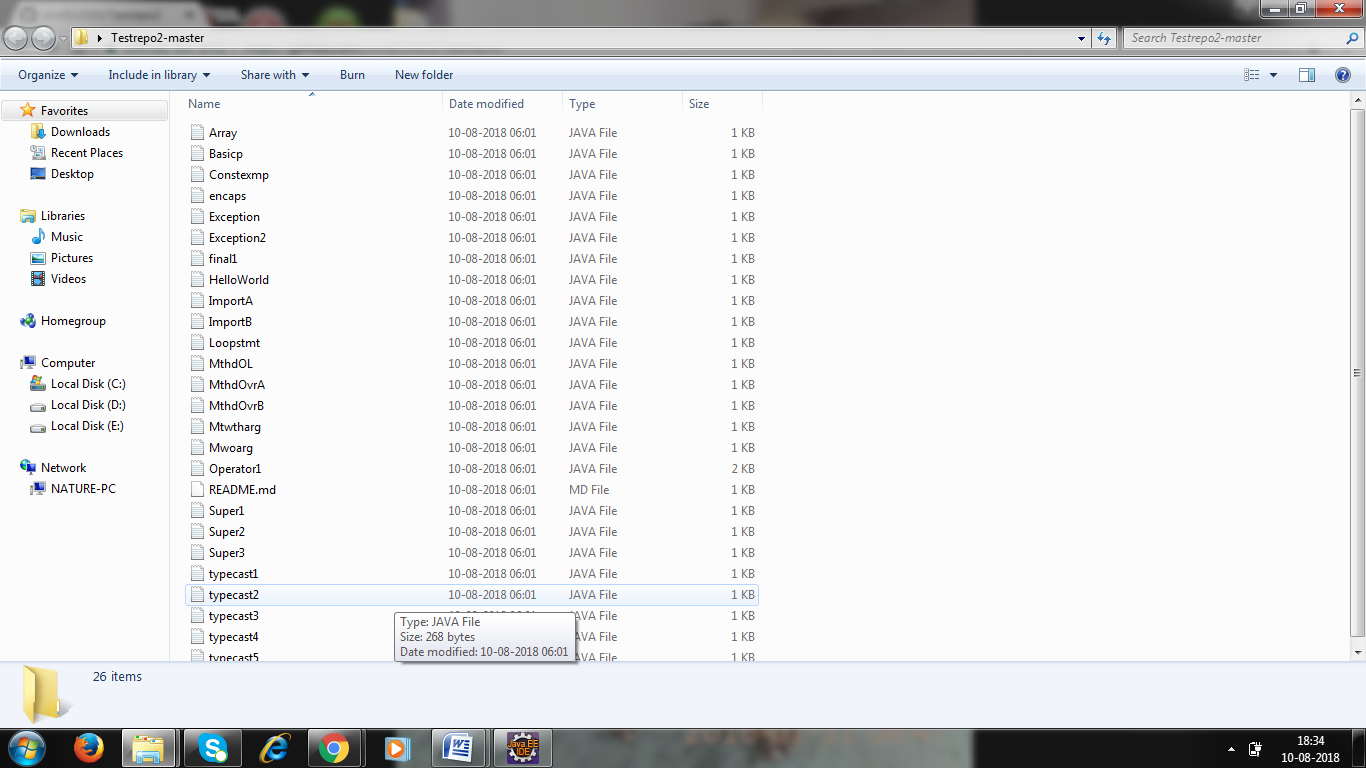 Testrepo2-master
Search Testrepo2-master
Organize Include in library Share with Burn New folder
Favorites
Downloads
Recent Places
Desktop
Libraries
Music
Pictures
Videos
Homegroup
Computer
Local Disk (C:)
Local Disk (D:)
Local Disk (E:)
Network
NATURE-PC
Name Date modified Type Size
Array 10-08-2018 06:01 JAVA File 1 KB
Basicp 10-08-2018 06:01 JAVA File 1 KB
Constexmp 10-08-2018 06:01 JAVA File 1 KB
encaps 10-08-2018 06:01 JAVA File 1 KB
Exception 10-08-2018 06:01 JAVA File 1 KB
Exception2 10-08-2018 06:01 JAVA File 1 KB
final1 10-08-2018 06:01 JAVA File 1 KB
HelloWorld 10-08-2018 06:01 JAVA File 1 KB
ImportA 10-08-2018 06:01 JAVA File 1 KB
ImportB 10-08-2018 06:01 JAVA File 1 KB
Loopstmt 10-08-2018 06:01 JAVA File 1 KB
MthdOL 10-08-2018 06:01 JAVA File 1 KB
MthdOvrA 10-08-2018 06:01 JAVA File 1 KB
MthdOvrB 10-08-2018 06:01 JAVA File 1 KB
Mtwtharg 10-08-2018 06:01 JAVA File 1 KB
Mwoarg 10-08-2018 06:01 JAVA File 1 KB
Operator1 10-08-2018 06:01 JAVA File 2 KB
README.md 10-08-2018 06:01 MD File 1 KB
Super1 10-08-2018 06:01 JAVA File 1 KB
Super2 10-08-2018 06:01 JAVA File 1 KB
Super3 10-08-2018 06:01 JAVA File 1 KB
typecast1 10-08-2018 06:01 JAVA File 1 KB
typecast2 10-08-2018 06:01 JAVA File 1 KB
typecast3 1 KB
typecast4 1 KB
typecast5 1 KB
Type: JAVA File
Size: 268 bytes
Date modified: 10-08-2018 06:01
26 items
Java EE
IDE
18:34
10-08-2018